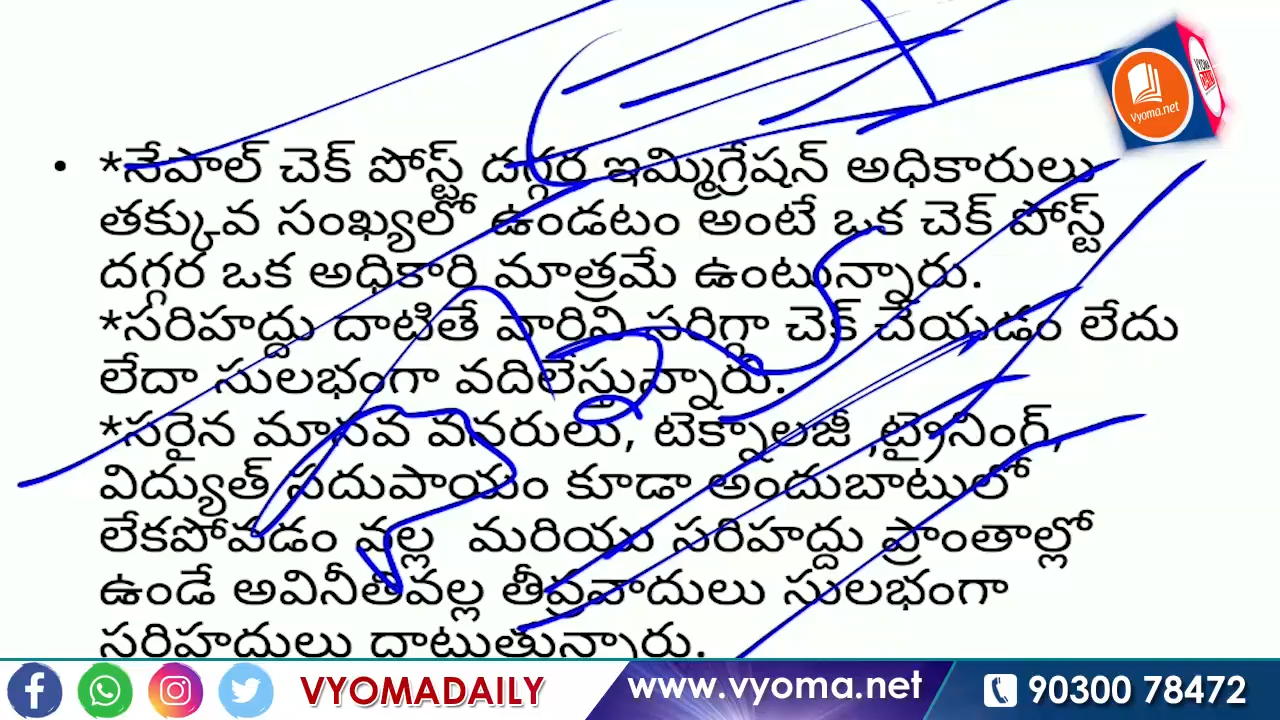 • *నేపాల్ చెక్ పోస్ట్ దగ్గర ఇమ్మిగ్రేషన్ అధికారులు
తక్కువ సంఖ్యలో ఉండటం అంటే ఒక చెక్ పోస్ట్
దగ్గర ఒక అధికారి మాత్రమే ఉంటున్నారు.
*సరిహద్దు దాటితే వారిని సరిగ్గా చెక్ చేయడం లేదు
లేదా సులభంగా వదిలేస్తున్నారు.
*సరైన మానవ వనరులు, టెక్నాలజీ ,ట్రైనింగ్,
విద్యుత్ సదుపాయం కూడా అందుబాటులో
లేకపోవడం వల్ల మరియు సరిహద్దు ప్రాంతాల్లో
ఉండే అవినీతివల్ల తీవ్రవాదులు సులభంగా
సరిహద్దులు దాటుతున్నారు.
Vyoma.net
VYOMA
VYOMADAILY
www.vyoma.net
90300 78472